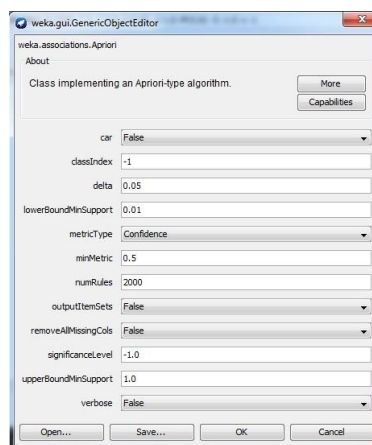 weka.gui.GenericObjectEditor
weka.associations.Apriori
About
Class implementing an Apriori-type algorithm.
More
Capabilities
car False
classIndex -1
delta 0.05
lowerBoundMinSupport 0.01
metricType Confidence
minMetric 0.5
numRules 2000
outputItemSets False
removeAllMissingCols False
significanceLevel -1.0
upperBoundMinSupport 1.0
verbose False
Open... Save... OK Cancel